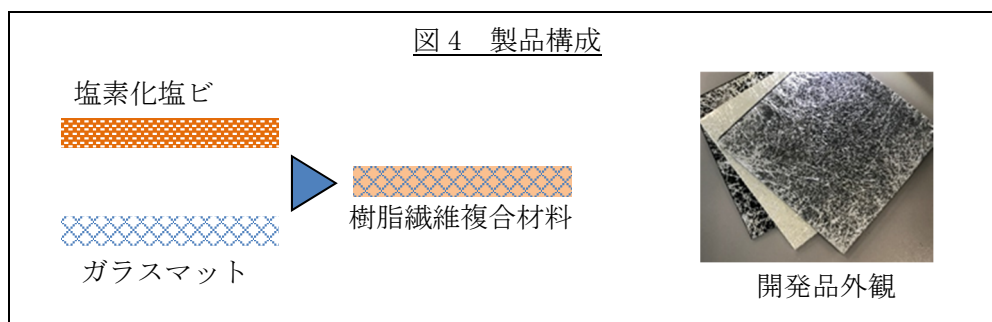 図4　製品構成
塩素化塩ビ
樹脂繊維複合材料
ガラスマット
開発品外観